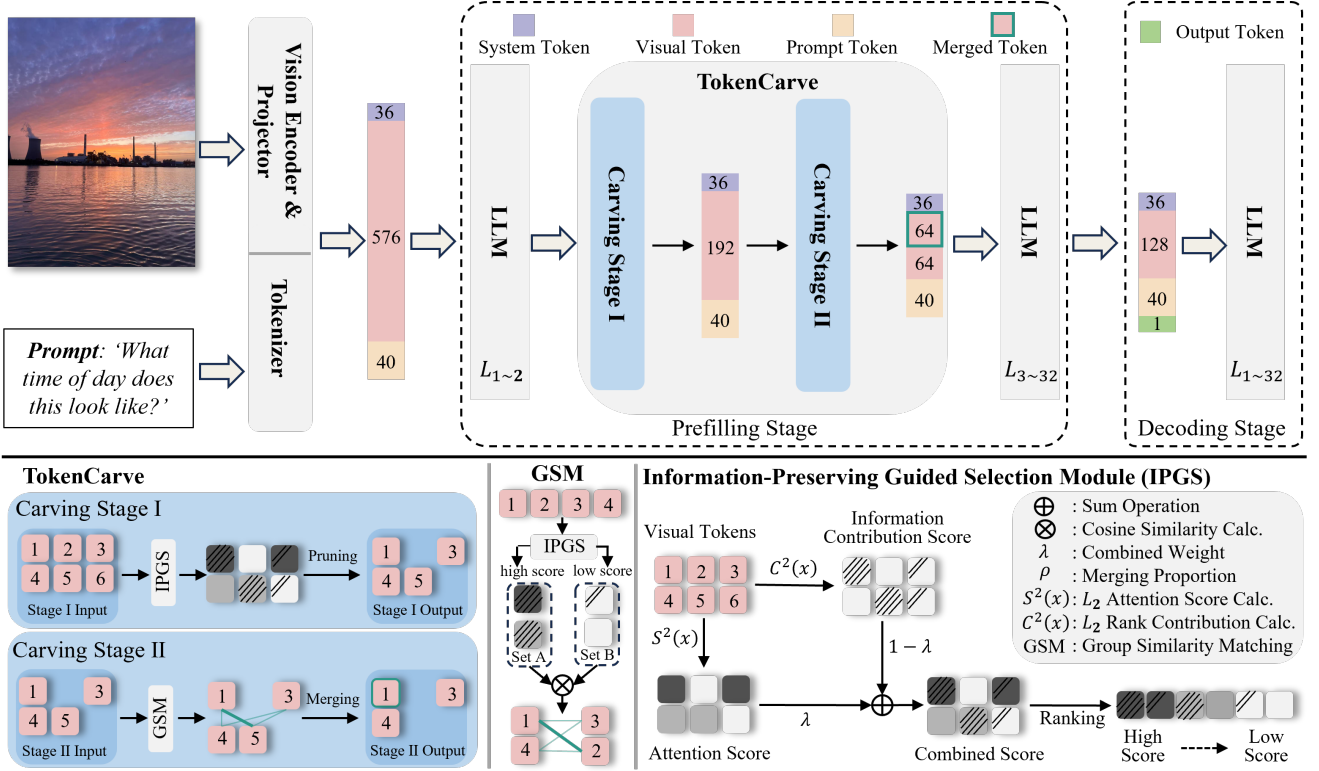 System Token
Visual Token
Prompt Token
Merged Token
Output Token
Vision Encoder &
Projector
Tokenizer
Prompt: ‘What
time of day does
this look like?’
36
576
40
LLM
L1~2
TokenCarve
Carving Stage I
36
192
40
Carving Stage II
36
64
64
40
LLM
L3~32
Prefilling Stage
36
128
40
1
LLM
L1~32
Decoding Stage
TokenCarve
Carving Stage I
1 2 3
4 5 6
Stage I Input
IPGS
Pruning
1 3
4 5
Stage I Output
Carving Stage II
1 3
4 5
Stage II Input
GSM
1 3
4 5
Merging
1 3
4
Stage II Output
GSM
1 2 3 4
IPGS
high score
low score
Set A
Set B
1 3
4 2
Information-Preserving Guided Selection Module (IPGS)
Visual Tokens
1 2 3
4 5 6
C²(x)
Information
Contribution Score
S²(x)
1 − λ
Attention Score
λ
Combined Score
Ranking
High
Score
Low
Score
: Sum Operation
: Cosine Similarity Calc.
λ : Combined Weight
ρ : Merging Proportion
S²(x) : L₂ Attention Score Calc.
C²(x) : L₂ Rank Contribution Calc.
GSM : Group Similarity Matching